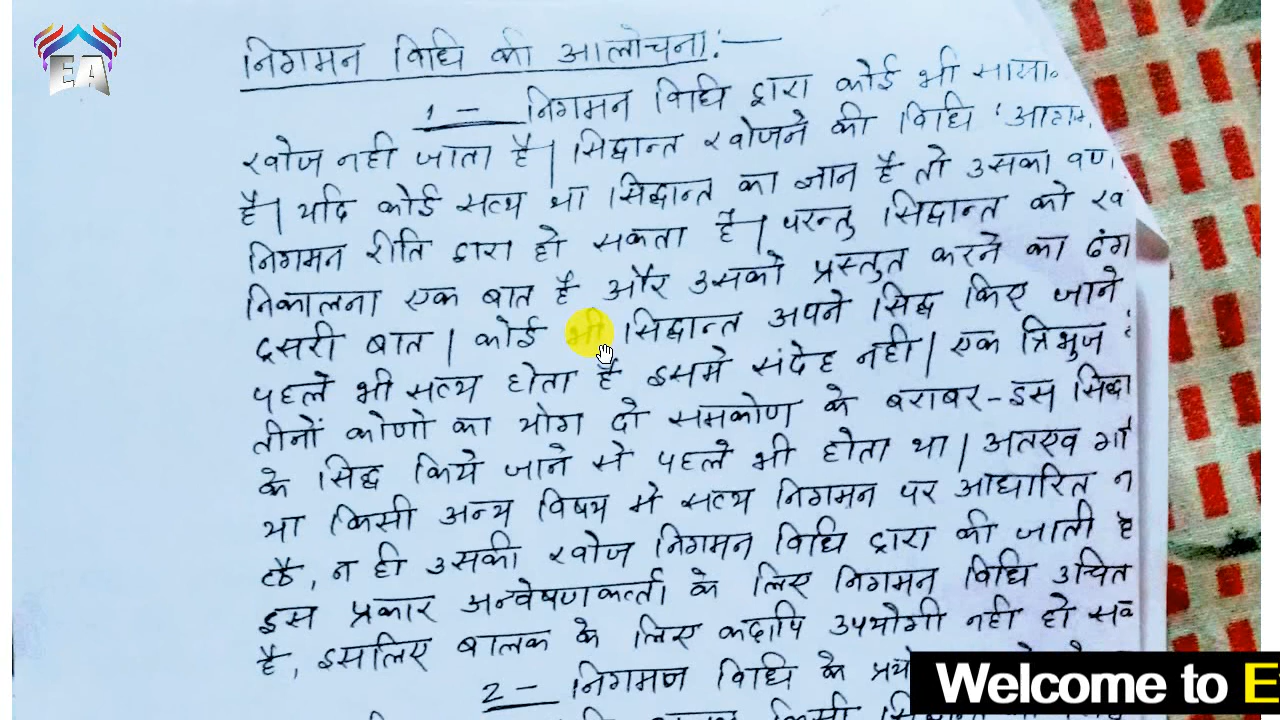 EA
निगमन विधि की आलोचना:—
1 — निगमन विधि द्वारा कोई भी
खोज नही जाता है। सिद्वान्त खोजने की विधि
है। यदि कोई सत्य या सिद्वान्त का ज्ञान है तो उसका
निगमन रीति द्वारा हो सकता है। परन्तु सिद्वान्त को
निकालना एक बात है और उसको प्रस्तुत करने का ढंग
दूसरी बात। कोई भी सिद्वान्त अपने सिद्ध किए जाने
पहले भी सत्य होता है इसमे संदेह नही। एक त्रिभुज
तीनों कोणो का योग दो समकोण के बराबर - इस
के सिद्ध किये जाने से पहले भी होता था। अतएव
या किसी अन्य विषय मे सत्य निगमन पर आधारित न
है, न ही उसकी खोज निगमन विधि द्वारा की जाती है
इस प्रकार अन्वेषणकर्त्ता के लिए निगमन विधि उचित
है, इसलिए बालक के लिए कदापि उपयोगी नही हो
2 — निगमन विधि के
Welcome to